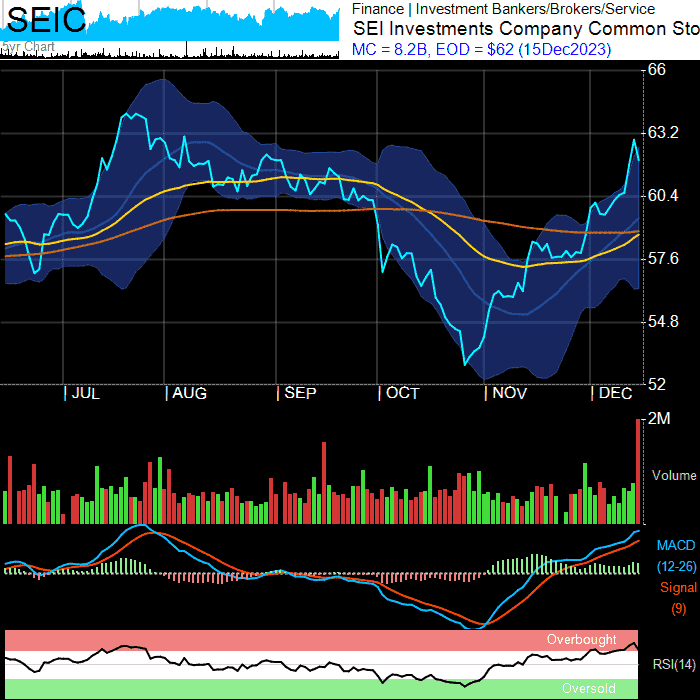 SEIC
5yr Chart
Finance | Investment Bankers/Brokers/Service
SEI Investments Company Common Sto
MC = 8.2B, EOD = $62 (15Dec2023)
66
63.2
60.4
57.6
54.8
52
| JUL | AUG | SEP | OCT | NOV | DEC
2M
Volume
MACD
(12-26)
Signal
(9)
Overbought
RSI(14)
Oversold